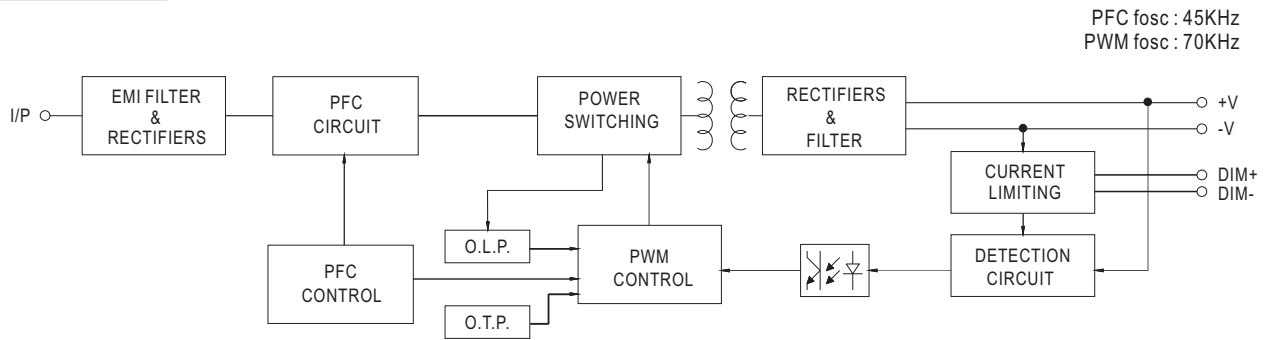 PFC fosc : 45KHz
PWM fosc : 70KHz
I/P
EMI FILTER
&
RECTIFIERS
PFC
CIRCUIT
POWER
SWITCHING
RECTIFIERS
&
FILTER
+V
-V
CURRENT
LIMITING
DIM+
DIM-
O.L.P.
PFC
CONTROL
PWM
CONTROL
DETECTION
CIRCUIT
O.T.P.